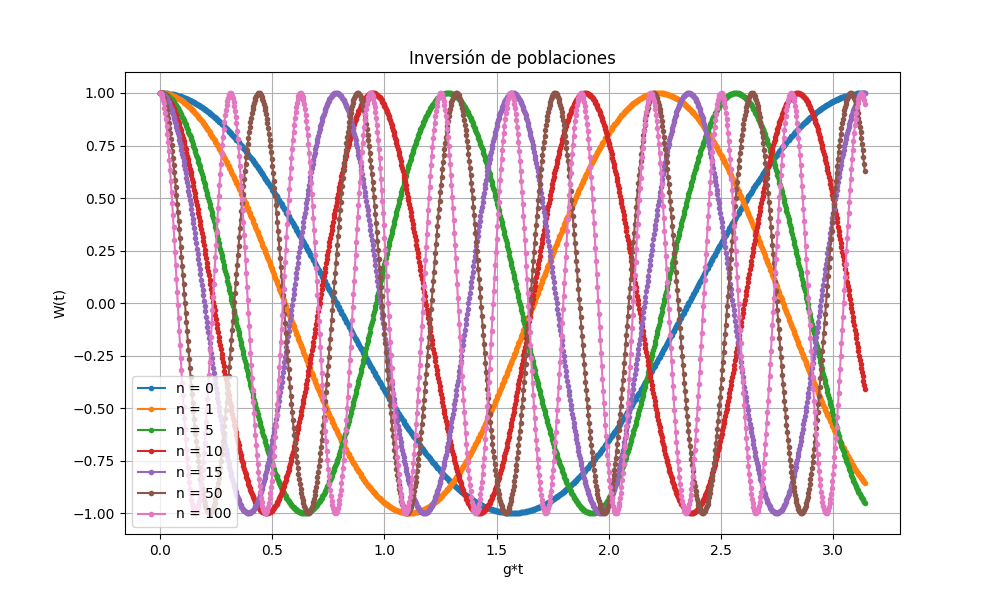 Inversión de poblaciones
W(t)
1.00
0.75
0.50
0.25
0.00
−0.25
−0.50
−0.75
−1.00
n = 0
n = 1
n = 5
n = 10
n = 15
n = 50
n = 100
0.0 0.5 1.0 1.5 2.0 2.5 3.0
g*t